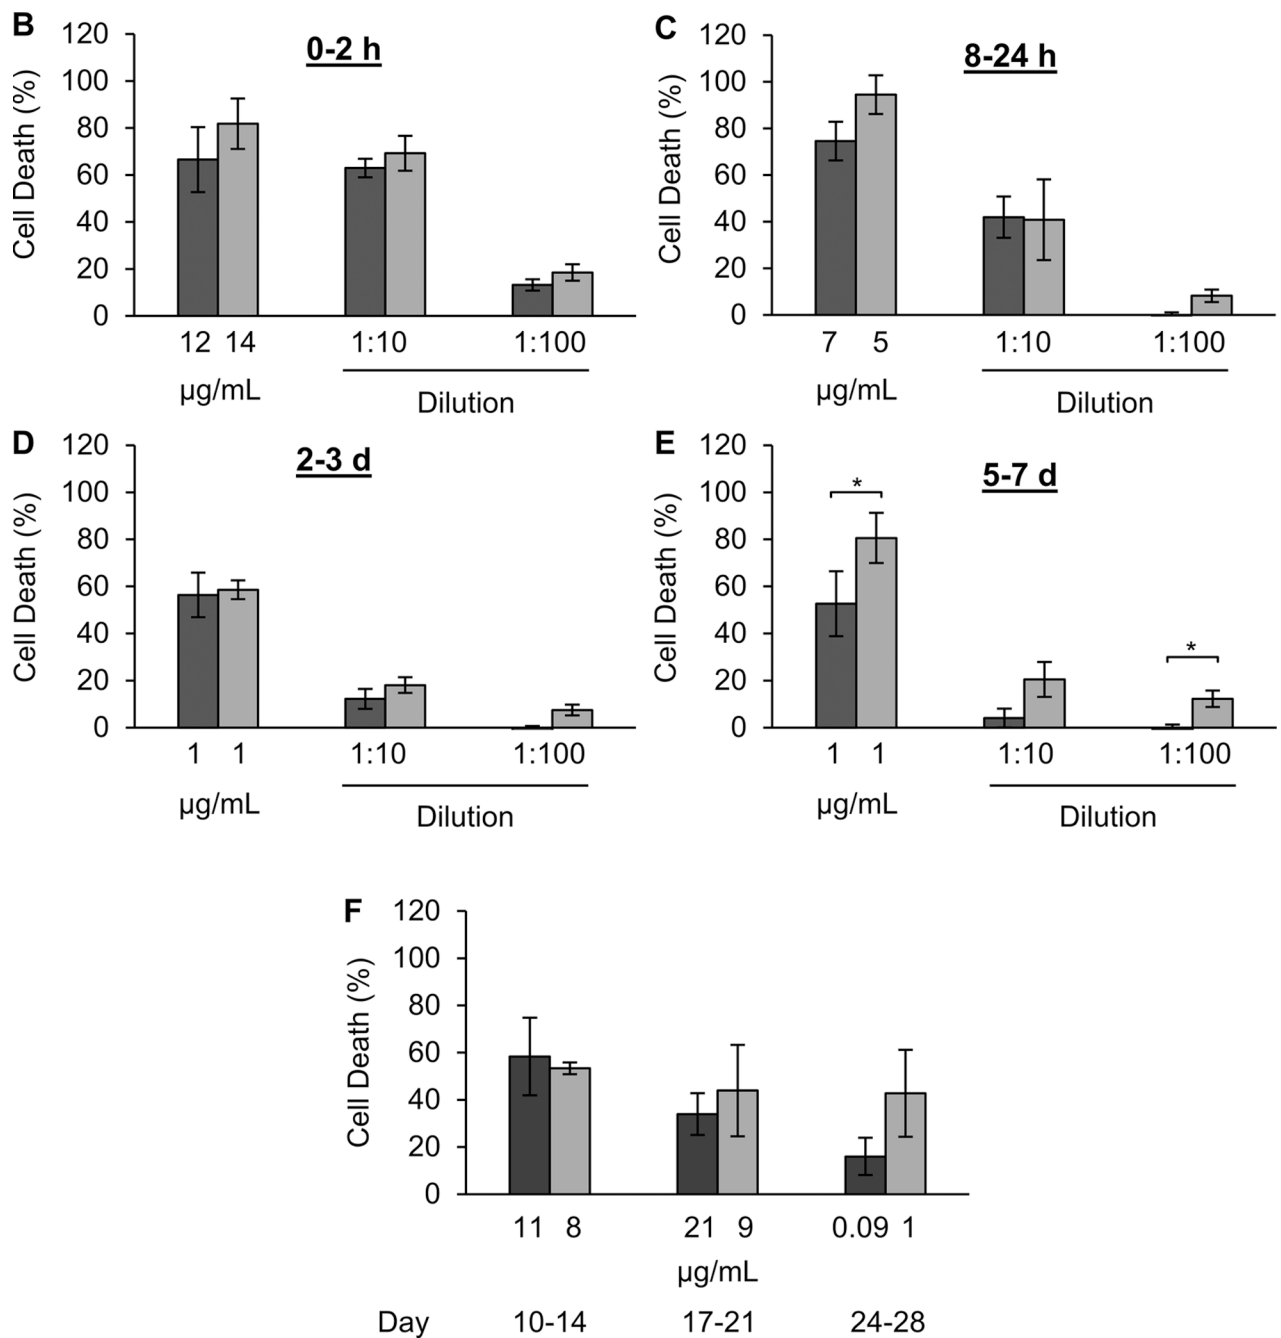 B
0-2 h
Cell Death (%)
120
100
80
60
40
20
0
12 14 1:10 1:100
µg/mL Dilution
C
8-24 h
Cell Death (%)
120
100
80
60
40
20
0
7 5 1:10 1:100
µg/mL Dilution
D
2-3 d
Cell Death (%)
120
100
80
60
40
20
0
1 1 1:10 1:100
µg/mL Dilution
E
5-7 d
Cell Death (%)
120
100
80
60
40
20
0
*
*
1 1 1:10 1:100
µg/mL Dilution
F
Cell Death (%)
120
100
80
60
40
20
0
11 8 21 9 0.09 1
µg/mL
Day 10-14 17-21 24-28